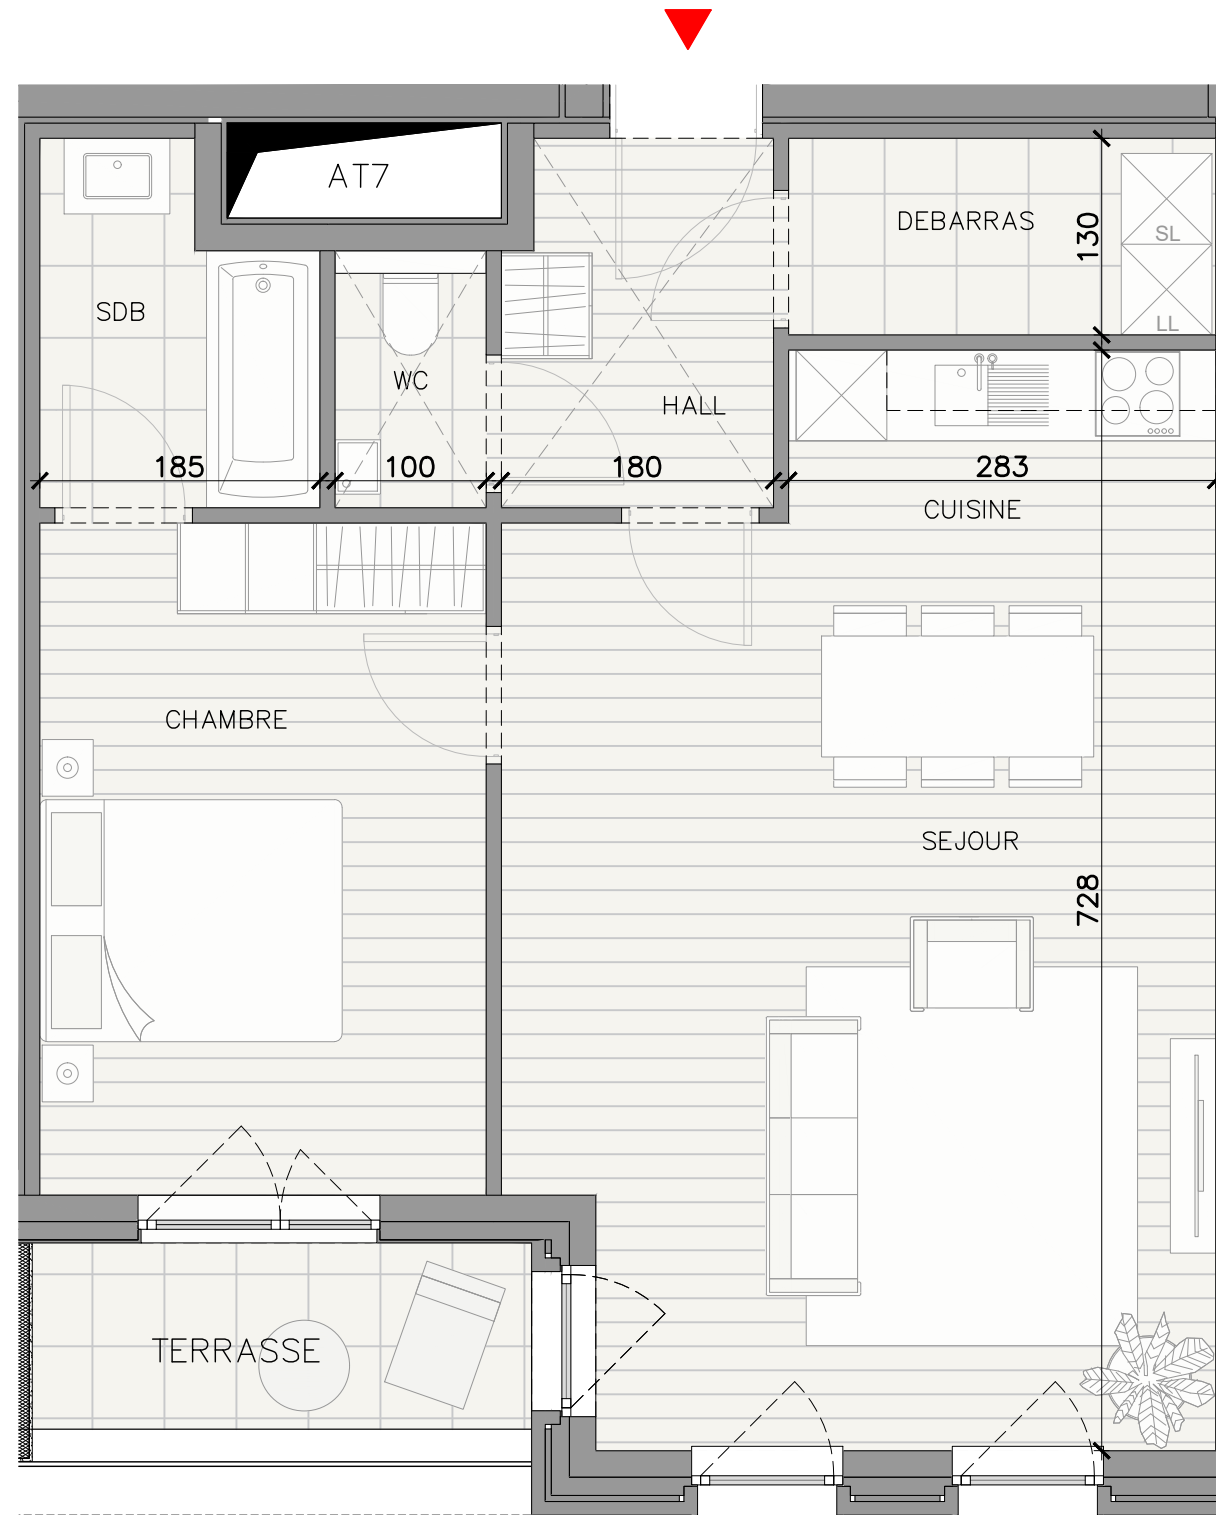 AT7
DEBARRAS
130
SL
LL
SDB
WC
HALL
185
100
180
283
CUISINE
CHAMBRE
SEJOUR
728
TERRASSE